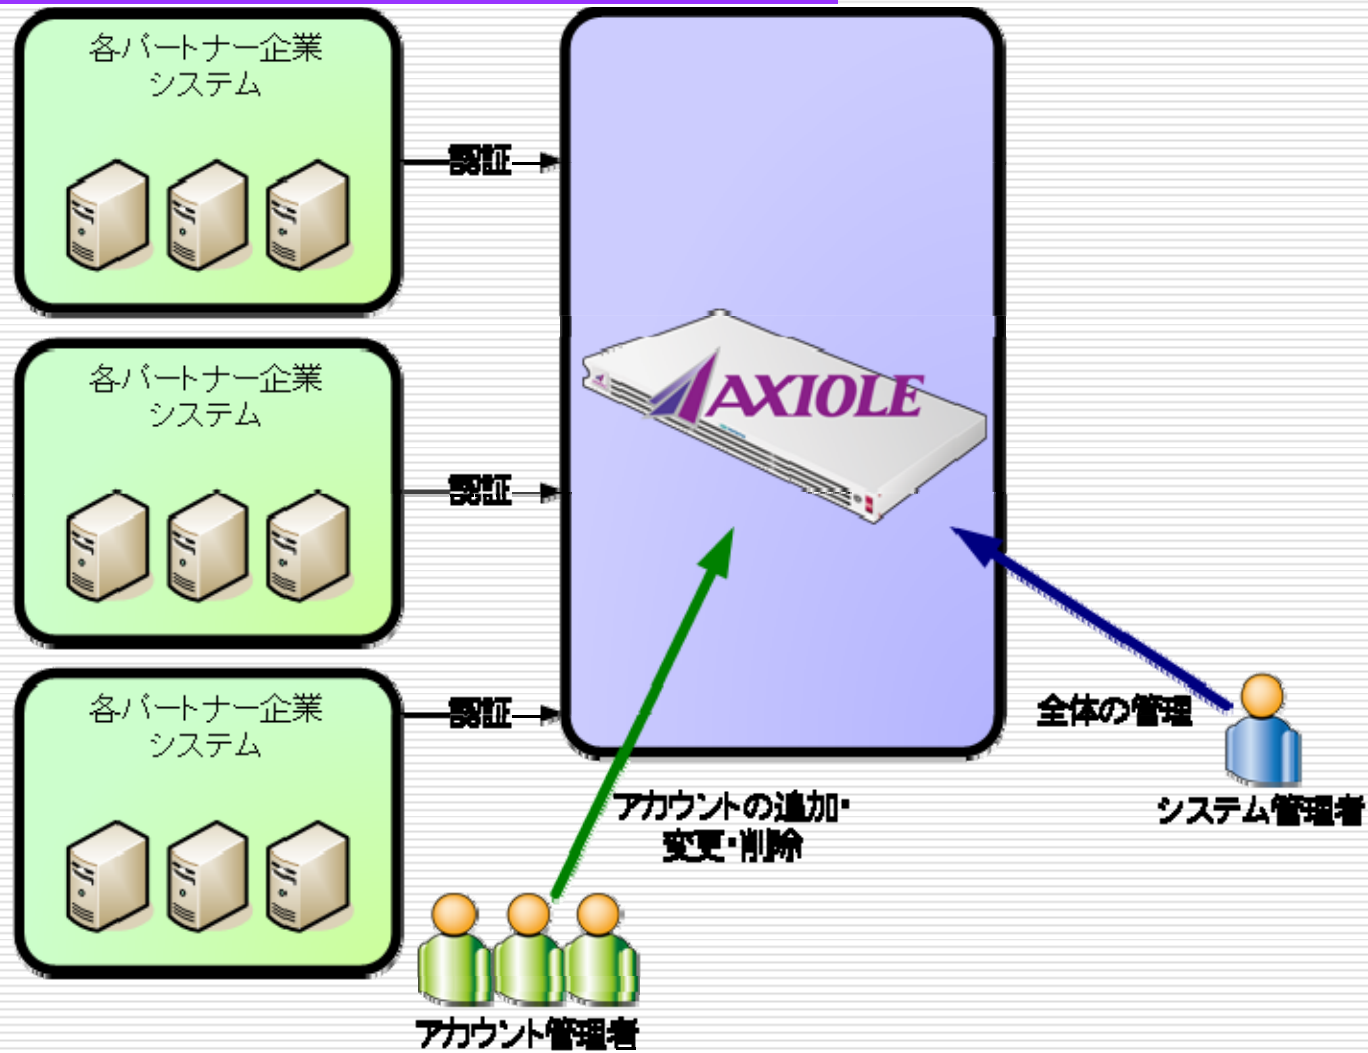 各パートナー企業
システム
認証
各パートナー企業
システム
認証
AXIOLE
各パートナー企業
システム
認証
全体の管理
システム管理者
アカウントの追加・
変更・削除
アカウント管理者